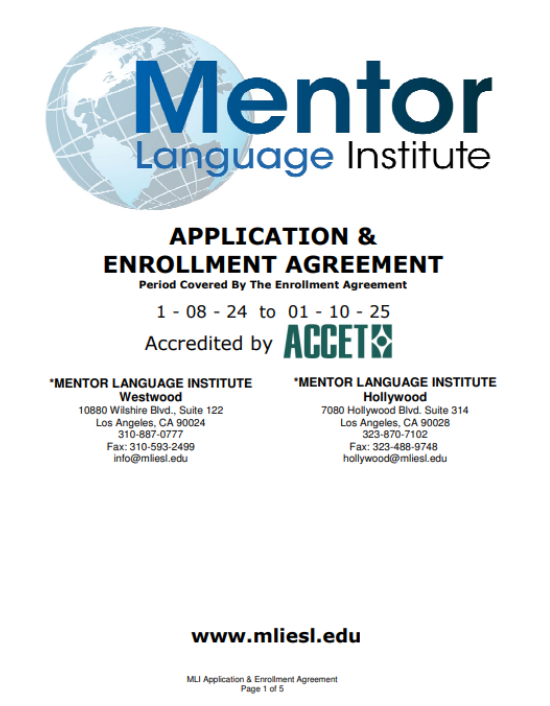 Mentor
Language Institute
APPLICATION &
ENROLLMENT AGREEMENT
Period Covered By The Enrollment Agreement
1 - 08 - 24 to 01 - 10 - 25
Accredited by ACCET
*MENTOR LANGUAGE INSTITUTE
Westwood
10880 Wilshire Blvd., Suite 122
Los Angeles, CA 90024
310-887-0777
Fax: 310-593-2499
info@mliesl.edu
*MENTOR LANGUAGE INSTITUTE
Hollywood
7080 Hollywood Blvd. Suite 314
Los Angeles, CA 90028
323-870-7102
Fax: 323-488-9748
hollywood@mliesl.edu
www.mliesl.edu
MLI Application & Enrollment Agreement
Page 1 of 5